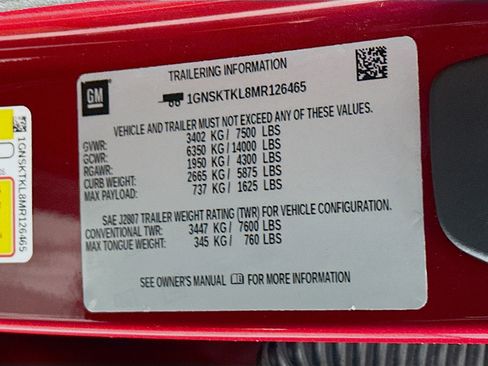 TRAILERING INFORMATION
GM
1GNSKTKL8MR126465
VEHICLE AND TRAILER MUST NOT EXCEED ANY OF THESE VALUES.
GVWR: 3402 KG/ 7500 LBS
GCWR: 6350 KG/14000 LBS
RGAWR: 1950 KG/ 4300 LBS
CURB WEIGHT: 2665 KG/ 5875 LBS
MAX PAYLOAD: 737 KG/ 1625 LBS
SAE J2807 TRAILER WEIGHT RATING (TWR) FOR VEHICLE CONFIGURATION.
CONVENTIONAL TWR: 3447 KG/ 7600 LBS
MAX TONGUE WEIGHT: 345 KG/ 760 LBS
SEE OWNER'S MANUAL FOR MORE INFORMATION
1GNSKTKL8MR126465